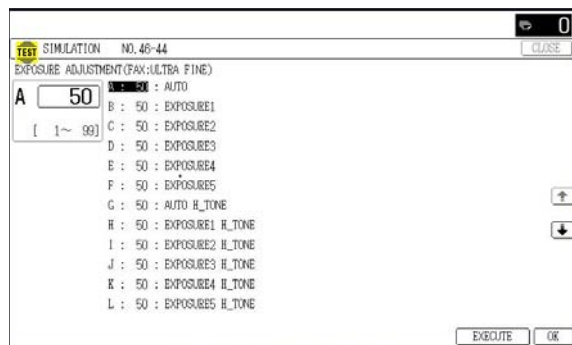 0
TEST SIMULATION NO. 46-44 CLOSE
EXPOSURE ADJUSTMENT(FAX:ULTRA FINE)
A 50
[ 1~ 99]
A : 50 : AUTO
B : 50 : EXPOSURE1
C : 50 : EXPOSURE2
D : 50 : EXPOSURE3
E : 50 : EXPOSURE4
F : 50 : EXPOSURE5
G : 50 : AUTO H_TONE
H : 50 : EXPOSURE1 H_TONE
I : 50 : EXPOSURE2 H_TONE
J : 50 : EXPOSURE3 H_TONE
K : 50 : EXPOSURE4 H_TONE
L : 50 : EXPOSURE5 H_TONE
EXECUTE OK